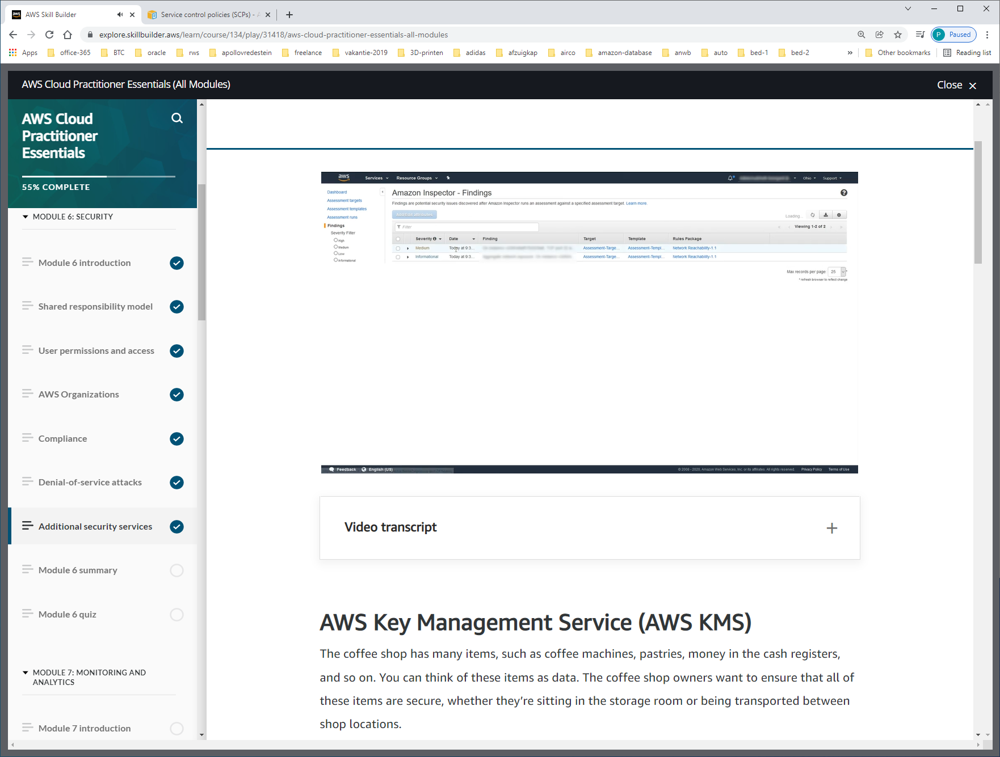 AWS Skill Builder
Service control policies (SCPs) - A
explore.skillbuilder.aws/learn/course/134/play/31418/aws-cloud-practitioner-essentials-all-modules
P Paused
Apps office-365 BTC oracle rws apollovredestein freelance vakantie-2019 3D-printen adidas afzuigkap airco amazon-database anwb auto bed-1 bed-2 » Other bookmarks Reading list
AWS Cloud Practitioner Essentials (All Modules)
Close
AWS Cloud
Practitioner
Essentials
55% COMPLETE
MODULE 6: SECURITY
Module 6 introduction
Shared responsibility model
User permissions and access
AWS Organizations
Compliance
Denial-of-service attacks
Additional security services
Module 6 summary
Module 6 quiz
MODULE 7: MONITORING AND
ANALYTICS
Module 7 introduction
aws Services Resource Groups Ohio Support
Dashboard
Assessment targets
Assessment templates
Assessment runs
Findings
Severity Filter
High
Medium
Low
Informational
Amazon Inspector - Findings
Findings are potential security issues discovered after Amazon Inspector runs an assessment against a specified assessment target. Learn more.
Add/Edit attributes
Loading...
Filter
Viewing 1-2 of 2
Severity Date Finding Target Template Rules Package
Medium Today at 9:3... Assessment-Targe... Assessment-Templ... Network Reachability-1.1
Informational Today at 9:3... Assessment-Targe... Assessment-Templ... Network Reachability-1.1
Max records per page: 25
* refresh browser to reflect change
Feedback English (US)
© 2008 - 2020, Amazon Web Services, Inc. or its affiliates. All rights reserved. Privacy Policy Terms of Use
Video transcript
AWS Key Management Service (AWS KMS)
The coffee shop has many items, such as coffee machines, pastries, money in the cash registers,
and so on. You can think of these items as data. The coffee shop owners want to ensure that all of
these items are secure, whether they’re sitting in the storage room or being transported between
shop locations.